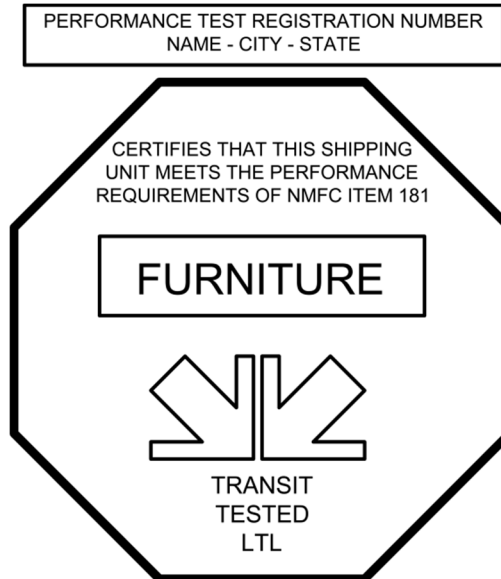 PERFORMANCE TEST REGISTRATION NUMBER
NAME - CITY - STATE
CERTIFIES THAT THIS SHIPPING
UNIT MEETS THE PERFORMANCE
REQUIREMENTS OF NMFC ITEM 181
FURNITURE
TRANSIT
TESTED
LTL